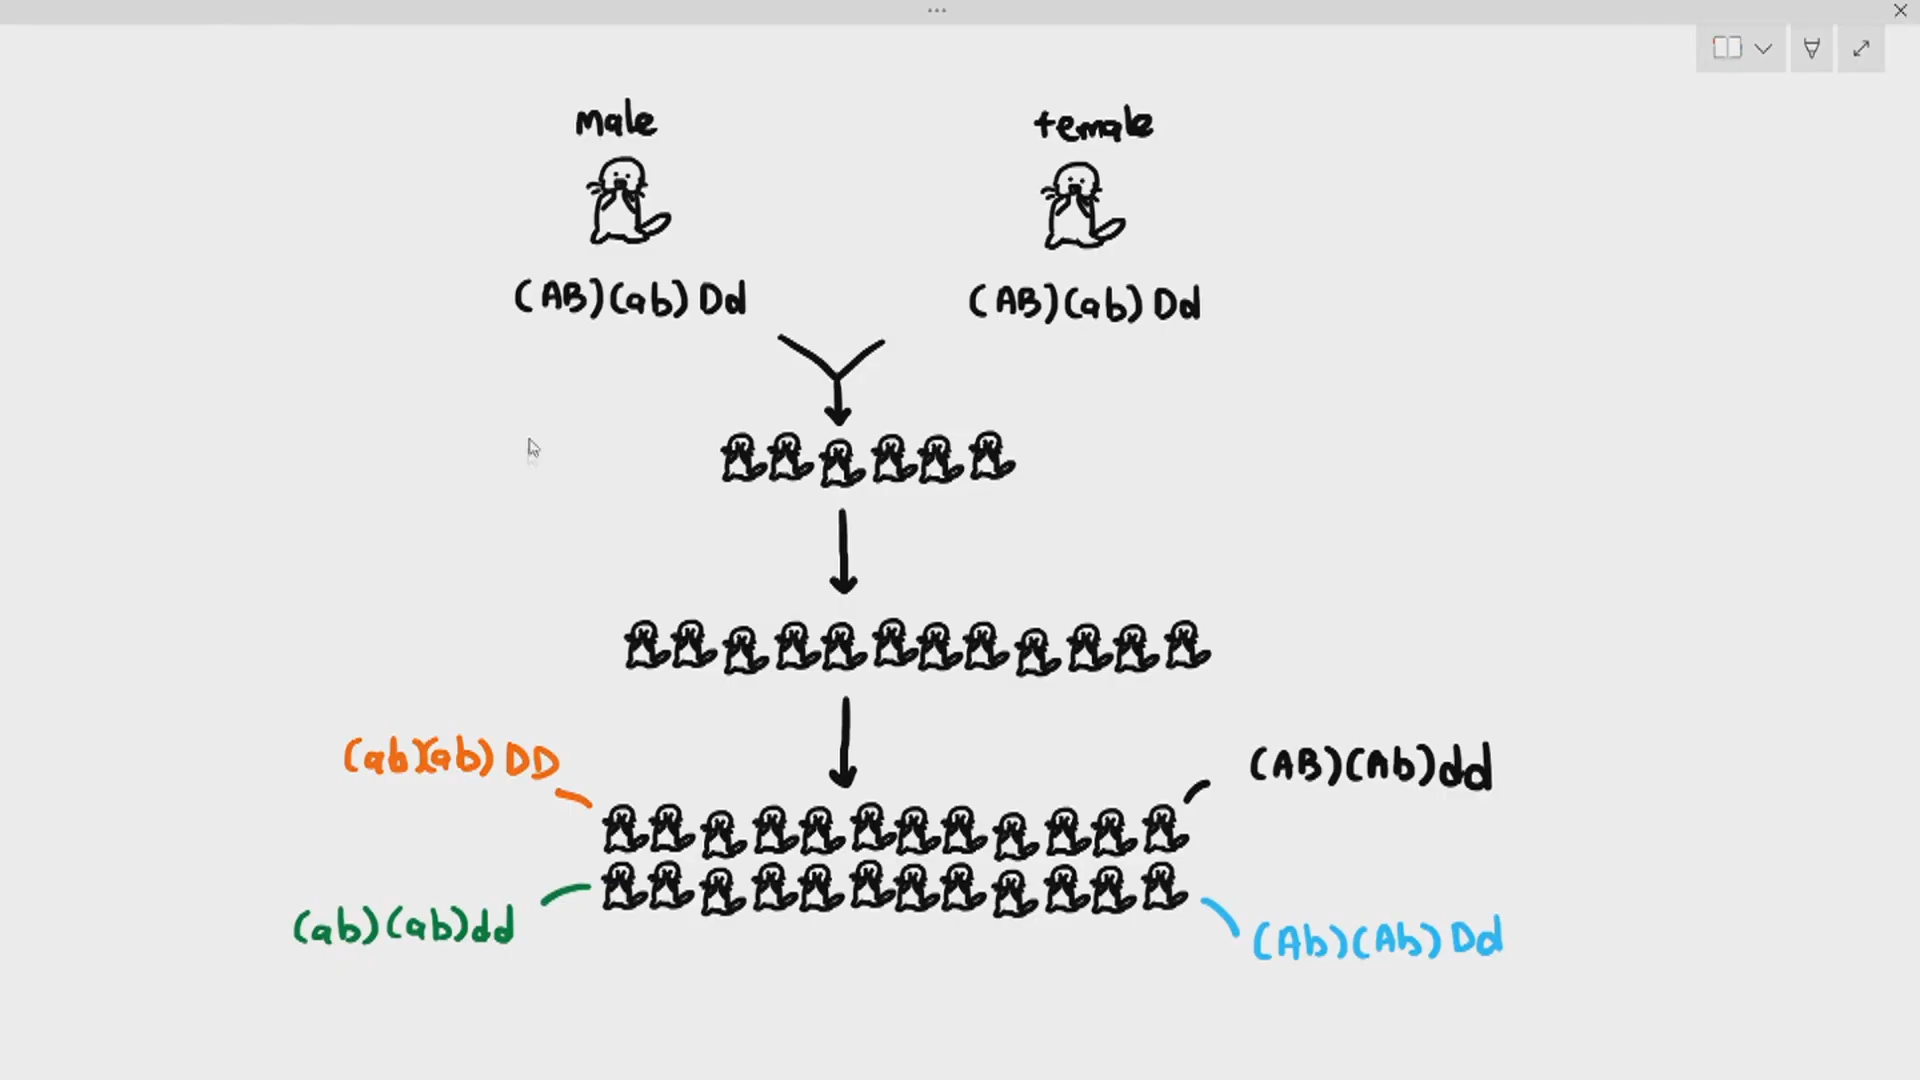 male
female
(AB)(ab) Dd
(AB)(ab) Dd
(ab)(ab) DD
(AB)(Ab)dd
(ab)(ab)dd
(Ab)(Ab) Dd